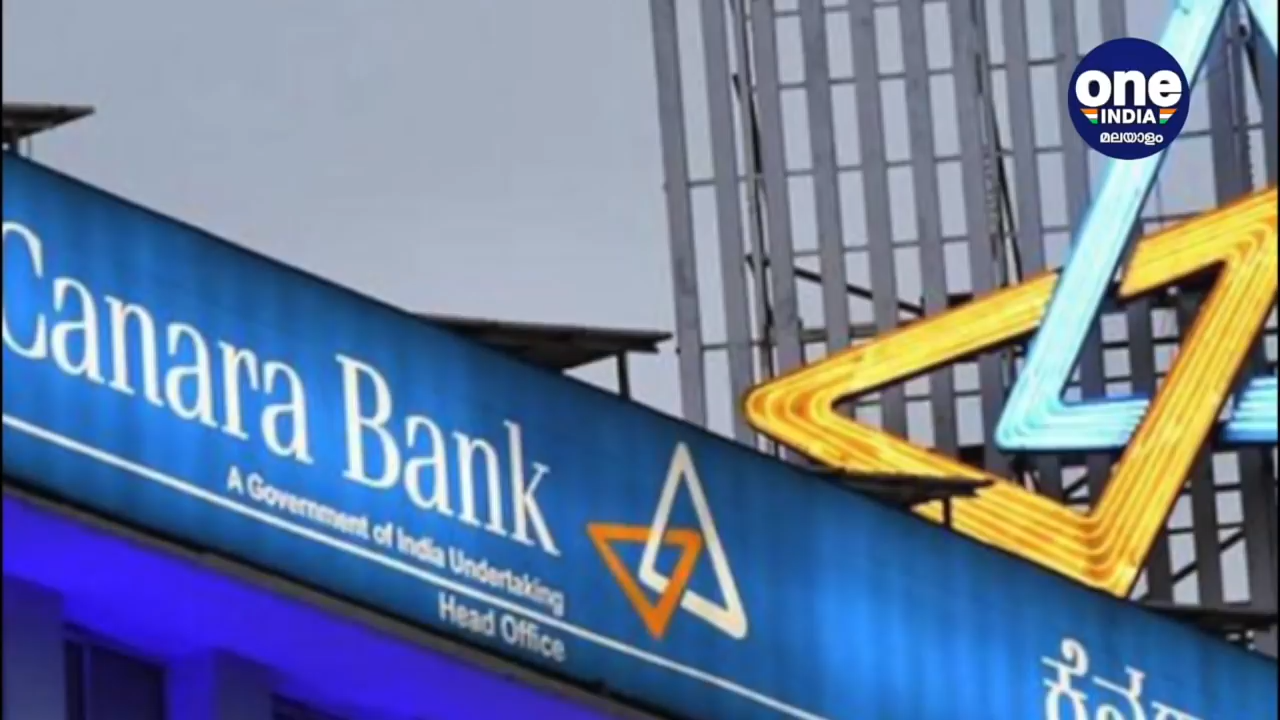 one
INDIA
മലയാളം
Canara Bank
A Government of India Undertaking
Head Office